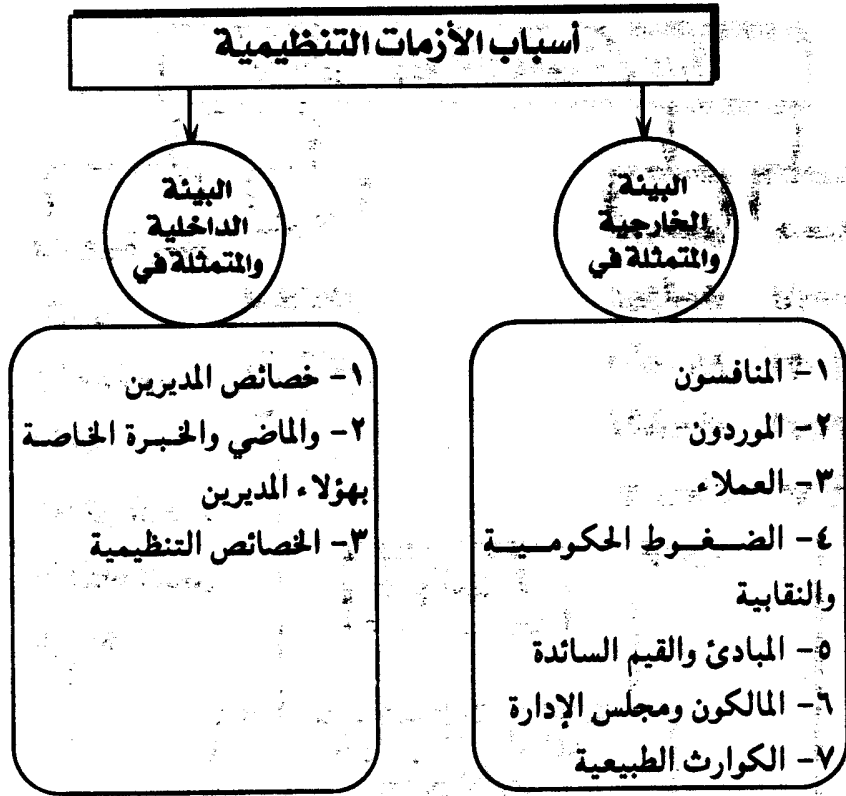 أسباب الأزمات التنظيمية
البيئة
الخارجية
والمتمثلة في
١- المنافسون
٢- الموردون
٣- العملاء
٤- الضغوط الحكومية
والنقابية
٥- المبادئ والقيم السائدة
٦- المالكون ومجلس الإدارة
٧- الكوارث الطبيعية
البيئة
الداخلية
والمتمثلة في
١- خصائص المديرين
٢- والماضي والخبرة الخاصة
بهؤلاء المديرين
٣- الخصائص التنظيمية